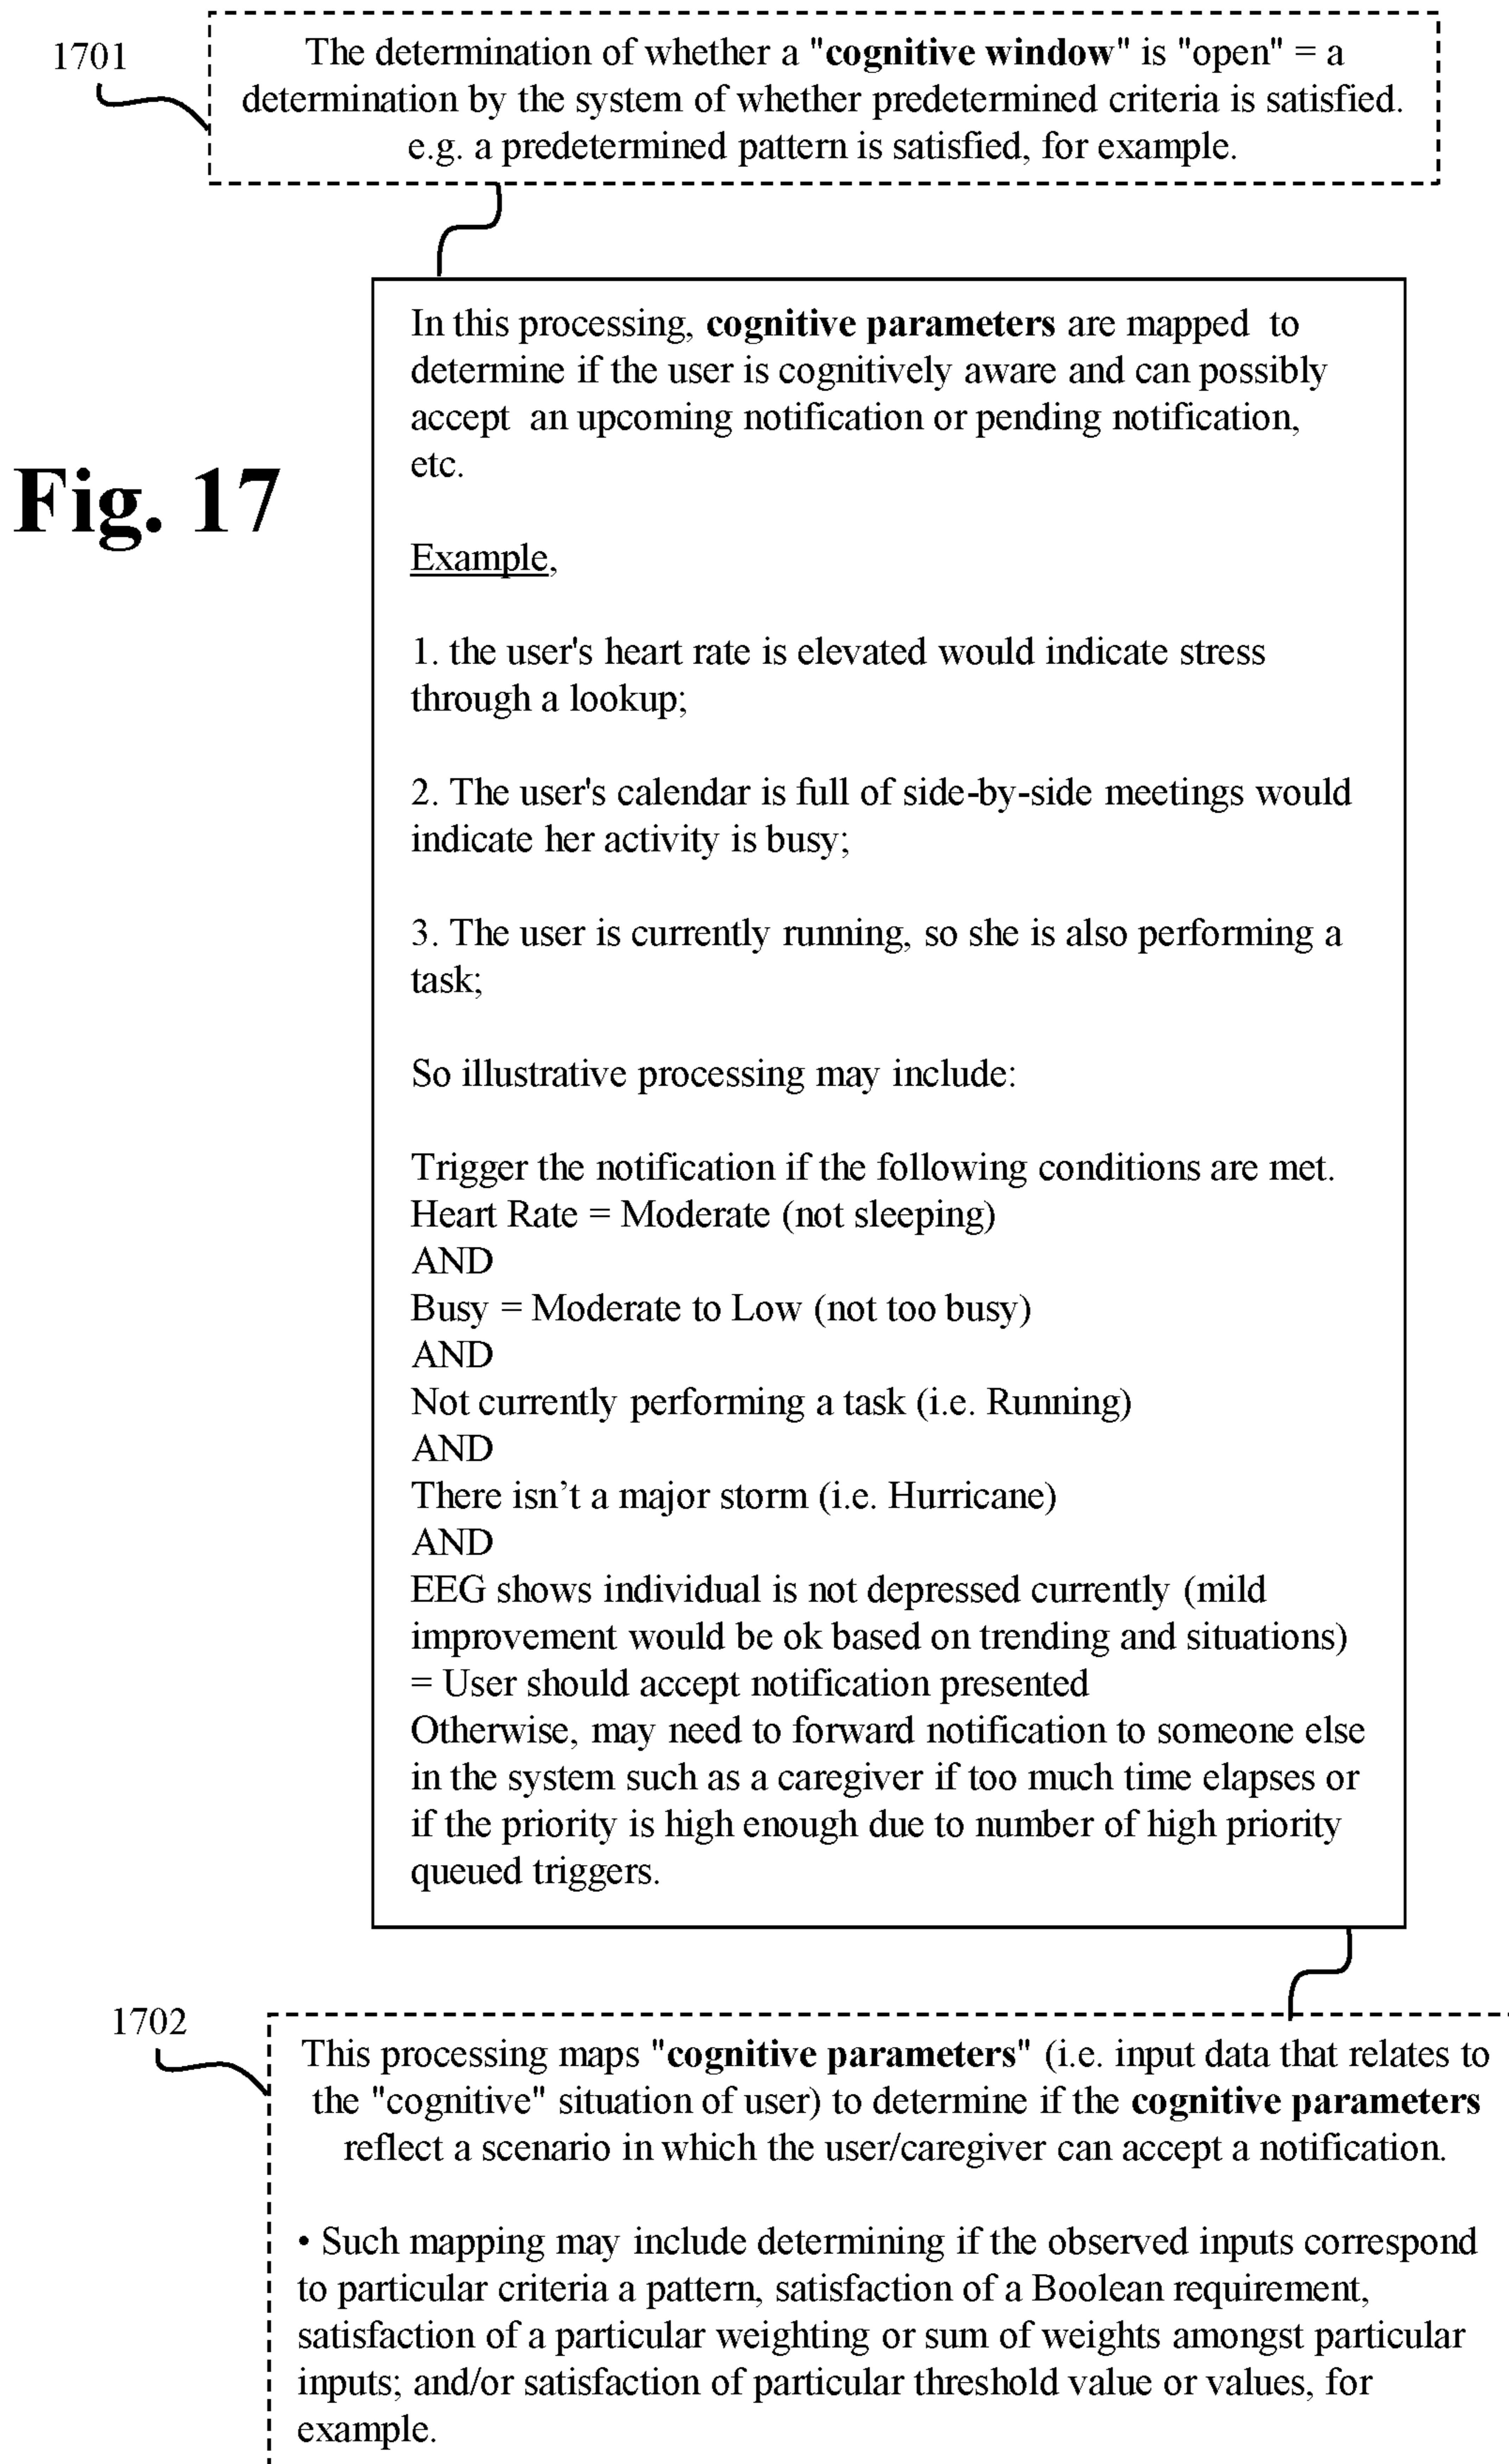 1701
The determination of whether a "cognitive window" is "open" = a
determination by the system of whether predetermined criteria is satisfied.
e.g. a predetermined pattern is satisfied, for example.
Fig. 17
In this processing, cognitive parameters are mapped to
determine if the user is cognitively aware and can possibly
accept an upcoming notification or pending notification,
etc.
Example,
1. the user's heart rate is elevated would indicate stress
through a lookup;
2. The user's calendar is full of side-by-side meetings would
indicate her activity is busy;
3. The user is currently running, so she is also performing a
task;
So illustrative processing may include:
Trigger the notification if the following conditions are met.
Heart Rate = Moderate (not sleeping)
AND
Busy = Moderate to Low (not too busy)
AND
Not currently performing a task (i.e. Running)
AND
There isn’t a major storm (i.e. Hurricane)
AND
EEG shows individual is not depressed currently (mild
improvement would be ok based on trending and situations)
= User should accept notification presented
Otherwise, may need to forward notification to someone else
in the system such as a caregiver if too much time elapses or
if the priority is high enough due to number of high priority
queued triggers.
1702
This processing maps "cognitive parameters" (i.e. input data that relates to
the "cognitive" situation of user) to determine if the cognitive parameters
reflect a scenario in which the user/caregiver can accept a notification.
• Such mapping may include determining if the observed inputs correspond
to particular criteria a pattern, satisfaction of a Boolean requirement,
satisfaction of a particular weighting or sum of weights amongst particular
inputs; and/or satisfaction of particular threshold value or values, for
example.